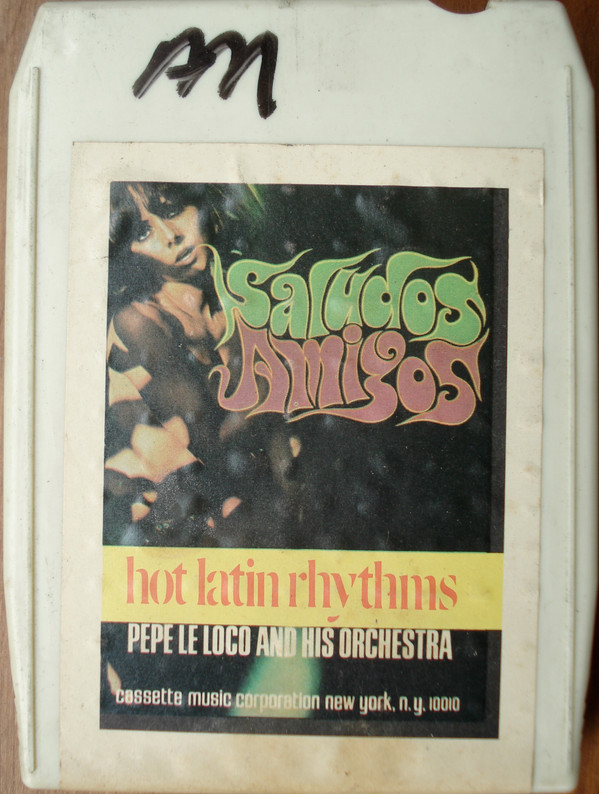 AM
Saludos
Amigos
hot latin rhythms
PEPE LE LOCO AND HIS ORCHESTRA
cassette music corporation new york, n.y. 10010